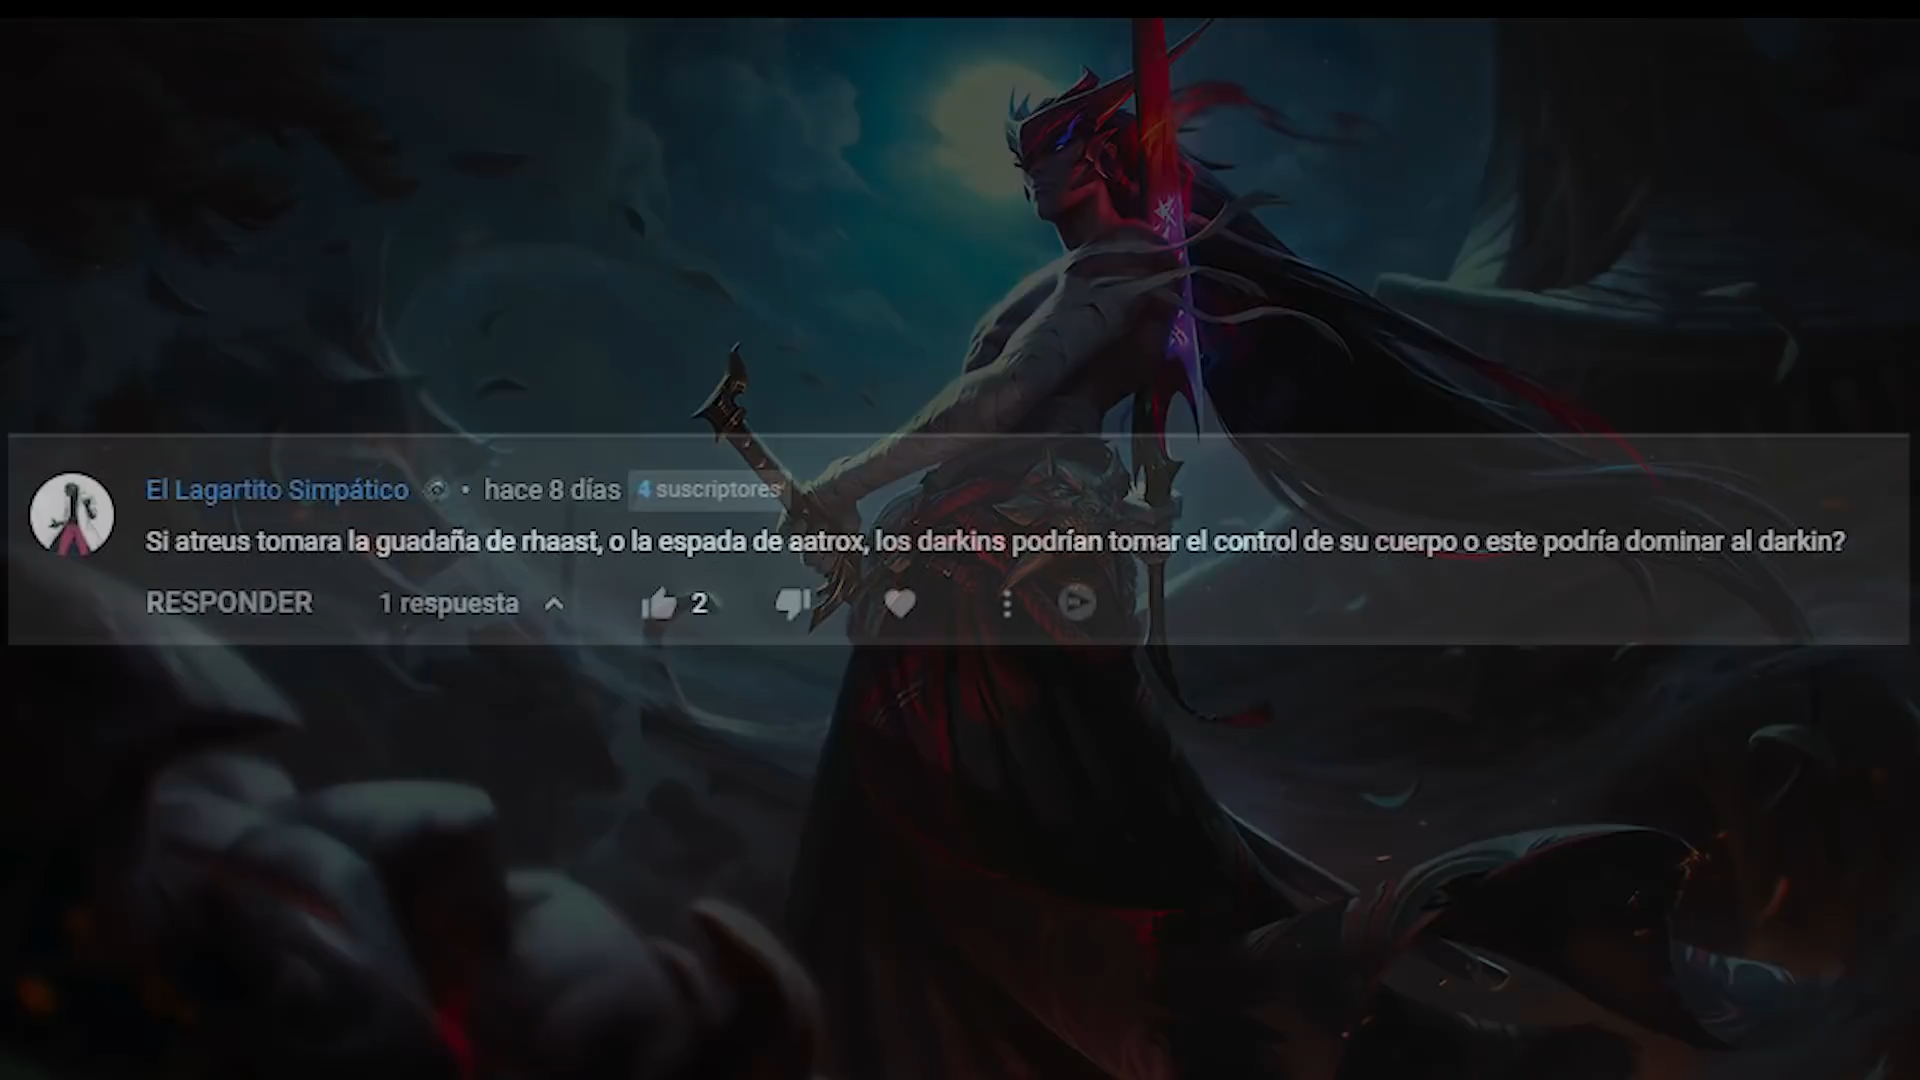 El Lagartito Simpático • hace 8 días 4 suscriptores
Si atreus tomara la guadaña de rhaast, o la espada de aatrox, los darkins podrían tomar el control de su cuerpo o este podría dominar al darkin?
RESPONDER 1 respuesta 2